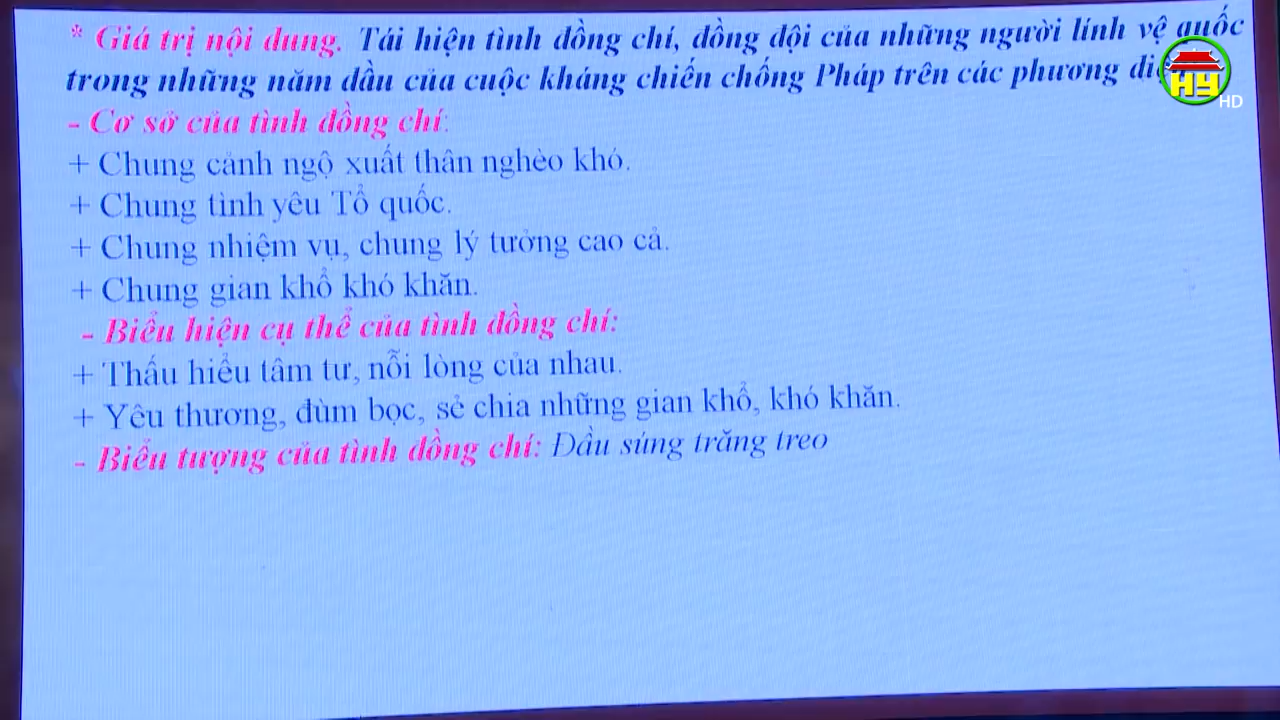 * Giá trị nội dung. Tái hiện tình đồng chí, đồng đội của những người lính vệ quốc
trong những năm đầu của cuộc kháng chiến chống Pháp trên các phương
- Cơ sở của tình đồng chí:
+ Chung cảnh ngộ xuất thân nghèo khó.
+ Chung tình yêu Tổ quốc.
+ Chung nhiệm vụ, chung lý tưởng cao cả.
+ Chung gian khổ khó khăn.
- Biểu hiện cụ thể của tình đồng chí:
+ Thấu hiểu tâm tư, nỗi lòng của nhau.
+ Yêu thương, đùm bọc, sẻ chia những gian khổ, khó khăn.
- Biểu tượng của tình đồng chí: Đầu súng trăng treo
HY
HD